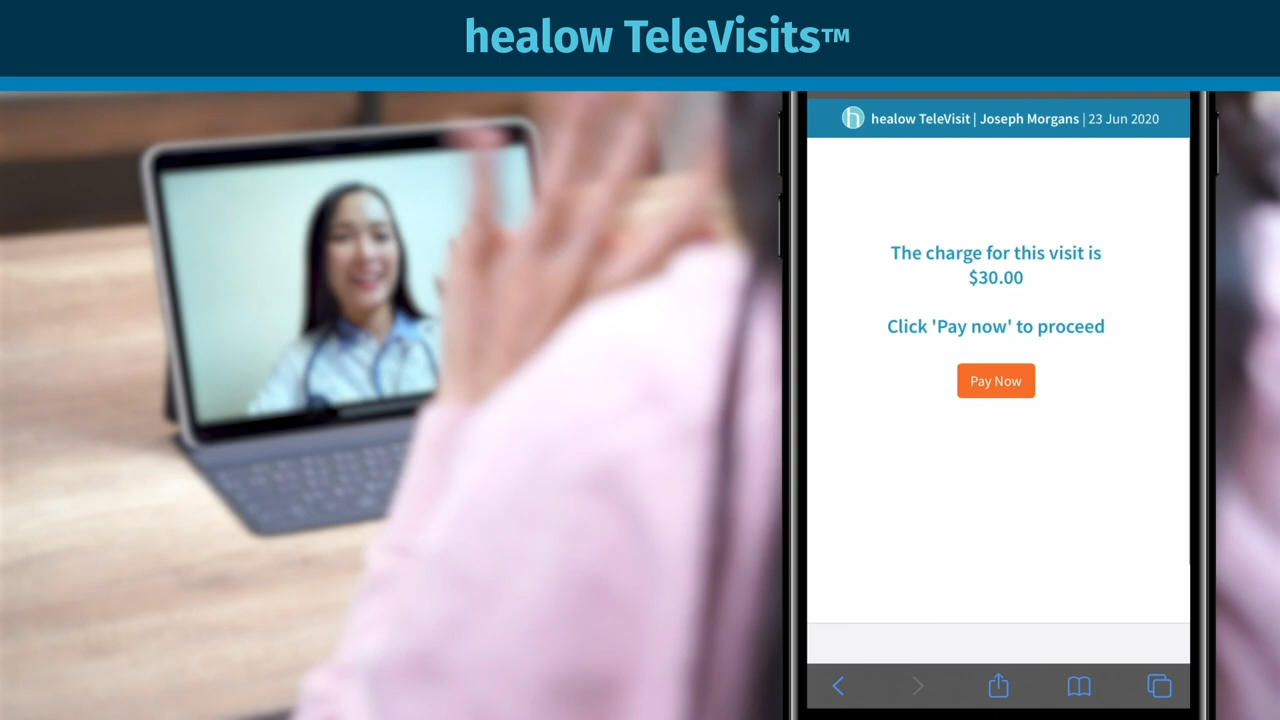 healow TeleVisits™
healow TeleVisit | Joseph Morgans | 23 Jun 2020
The charge for this visit is
$30.00
Click 'Pay now' to proceed
Pay Now